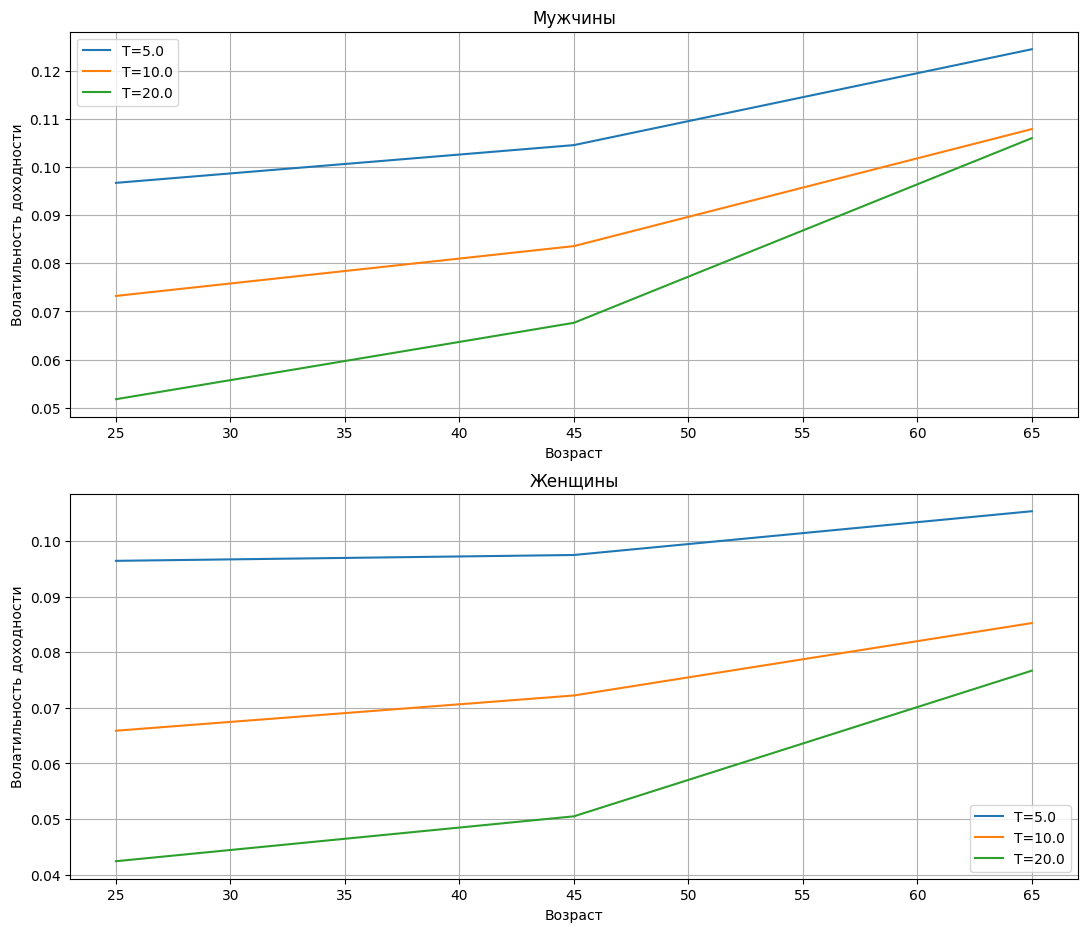 Мужчины
T=5.0
T=10.0
T=20.0
0.12
0.11
0.10
0.09
0.08
0.07
0.06
0.05
Волатильность доходности
25 30 35 40 45 50 55 60 65
Возраст
Женщины
0.10
0.09
0.08
0.07
0.06
0.05
0.04
Волатильность доходности
T=5.0
T=10.0
T=20.0
25 30 35 40 45 50 55 60 65
Возраст